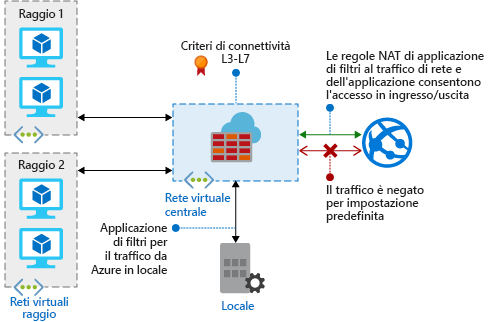 Raggio 1
Criteri di connettività
L3-L7
Le regole NAT di applicazione
di filtri al traffico di rete e
dell'applicazione consentono
l'accesso in ingresso/uscita
Raggio 2
Rete virtuale
centrale
Il traffico è negato
per impostazione
predefinita
Applicazione
di filtri per
il traffico da
Azure in locale
Reti virtuali
raggio
Locale